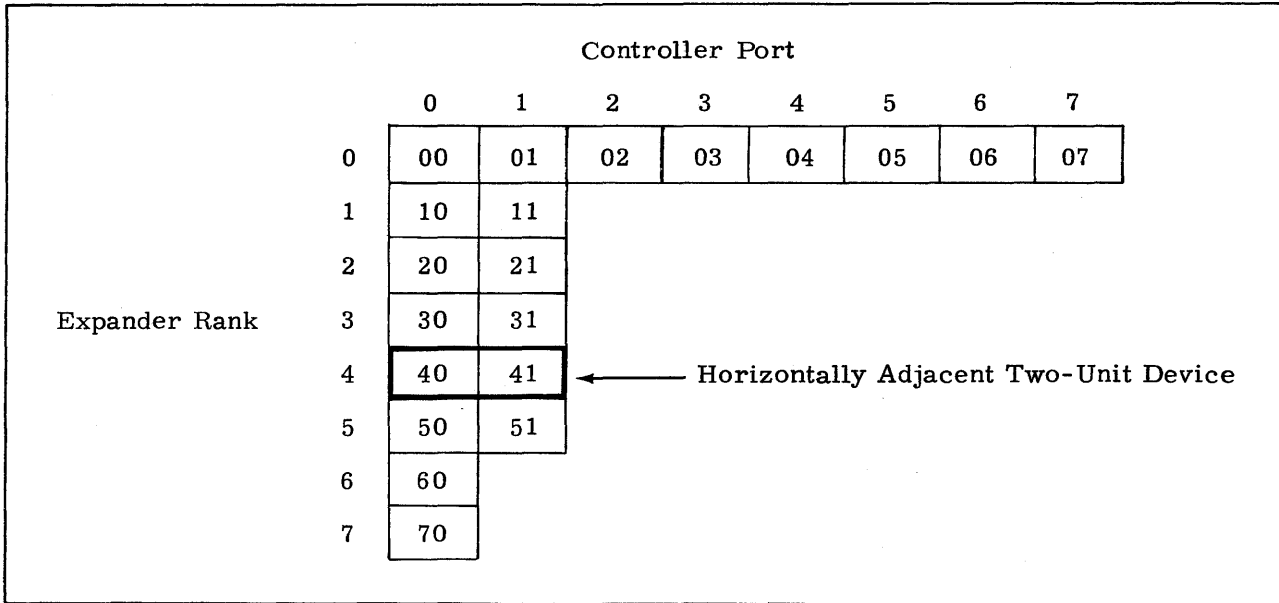 Controller Port
0 1 2 3 4 5 6 7
0 00 01 02 03 04 05 06 07
1 10 11
2 20 21
Expander Rank 3 30 31
4 40 41 Horizontally Adjacent Two-Unit Device
5 50 51
6 60
7 70